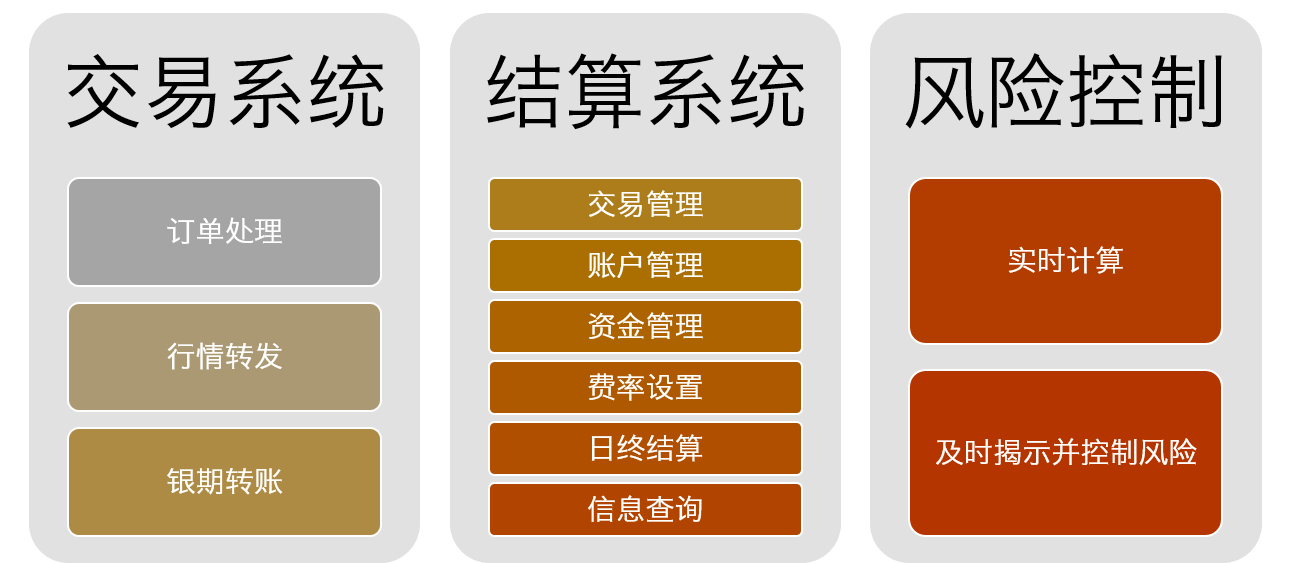 交易系统
订单处理
行情转发
银期转账
结算系统
交易管理
账户管理
资金管理
费率设置
日终结算
信息查询
风险控制
实时计算
及时揭示并控制风险